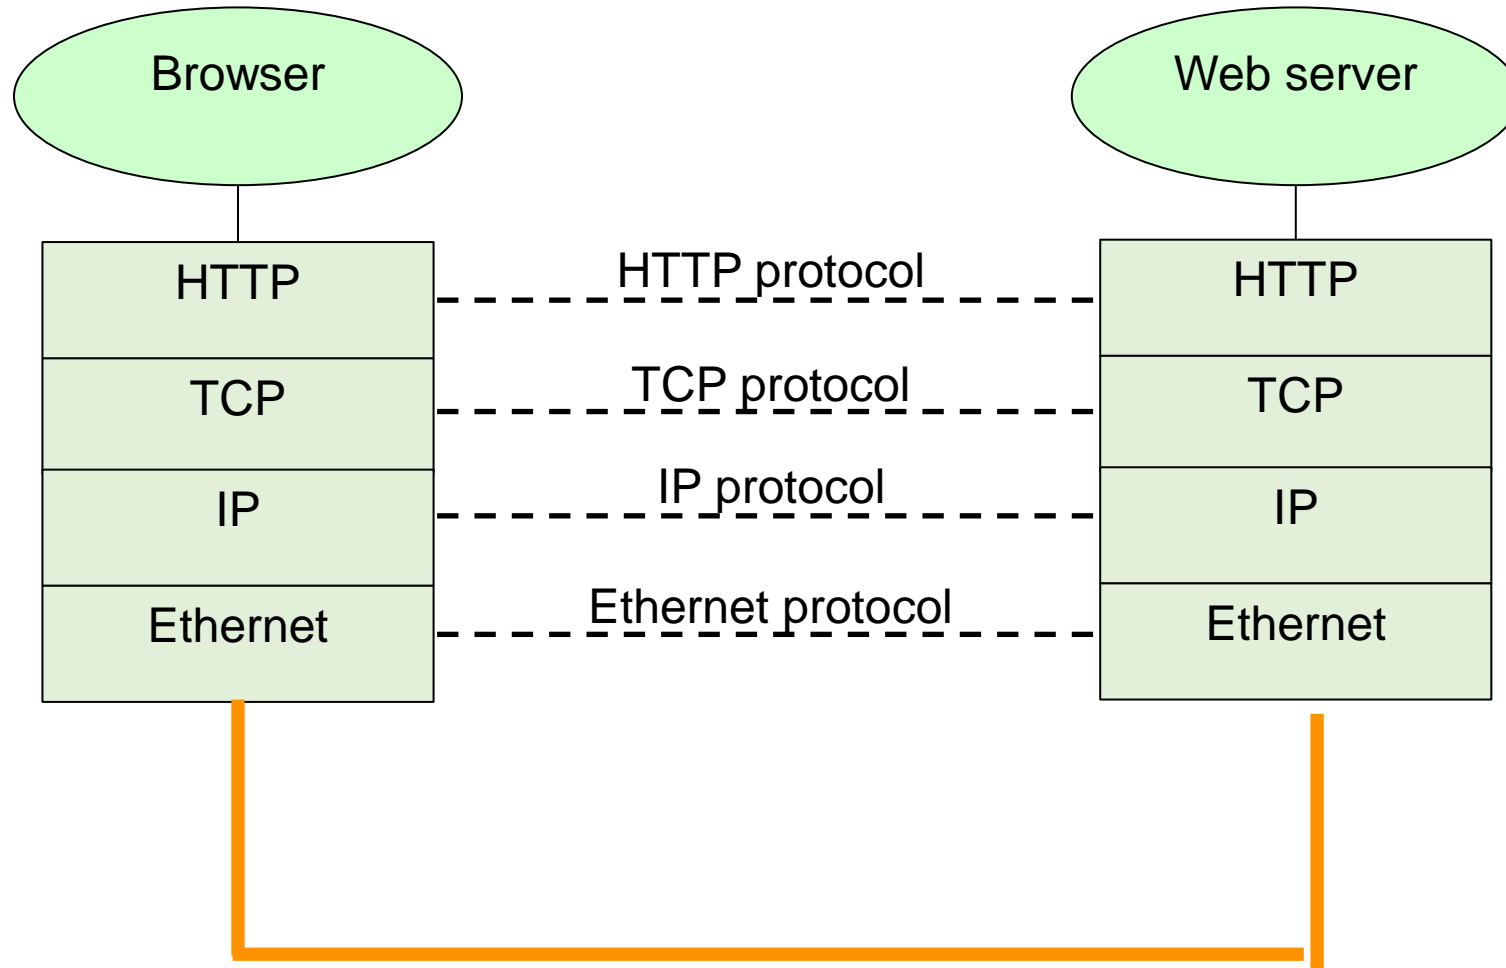 Browser
Web server
HTTP
HTTP protocol
HTTP
TCP
TCP protocol
TCP
IP
IP protocol
IP
Ethernet
Ethernet protocol
Ethernet